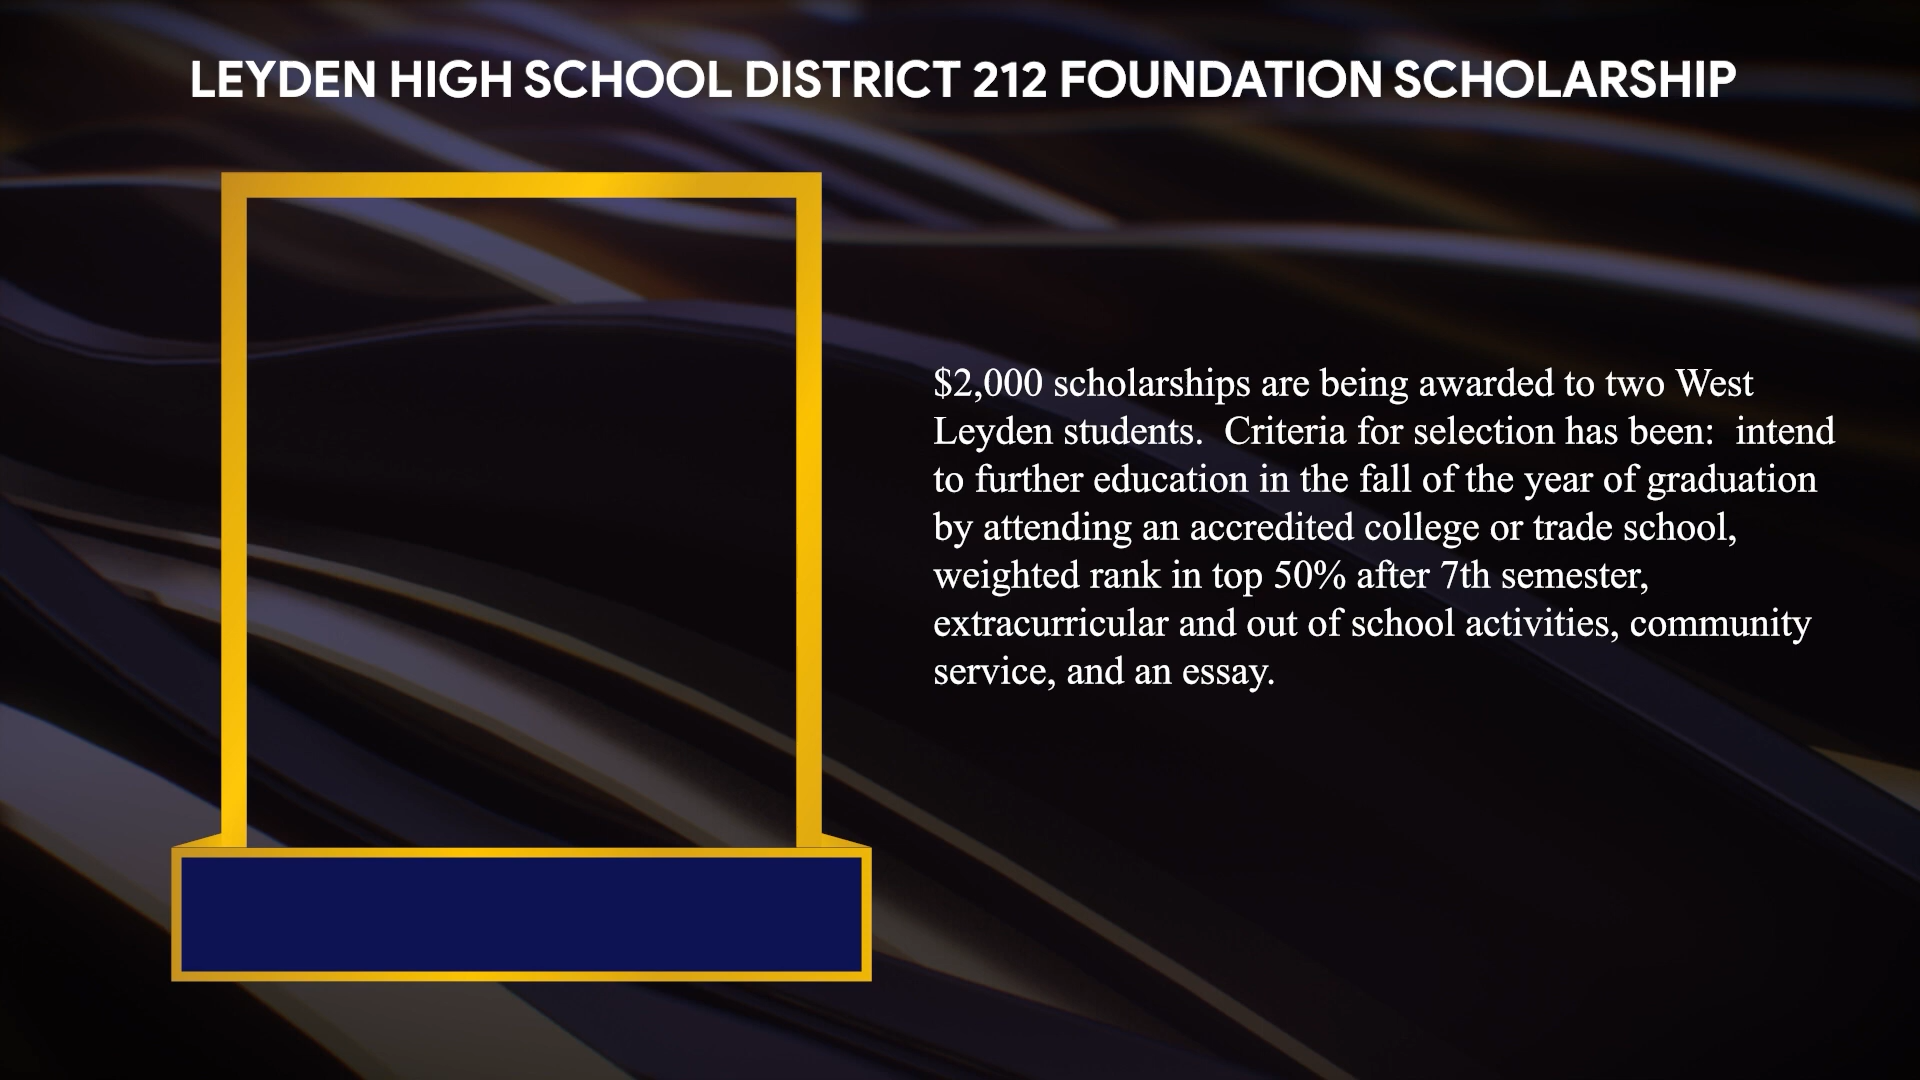 LEYDEN HIGH SCHOOL DISTRICT 212 FOUNDATION SCHOLARSHIP
$2,000 scholarships are being awarded to two West
Leyden students.  Criteria for selection has been:  intend
to further education in the fall of the year of graduation
by attending an accredited college or trade school,
weighted rank in top 50% after 7th semester,
extracurricular and out of school activities, community
service, and an essay.